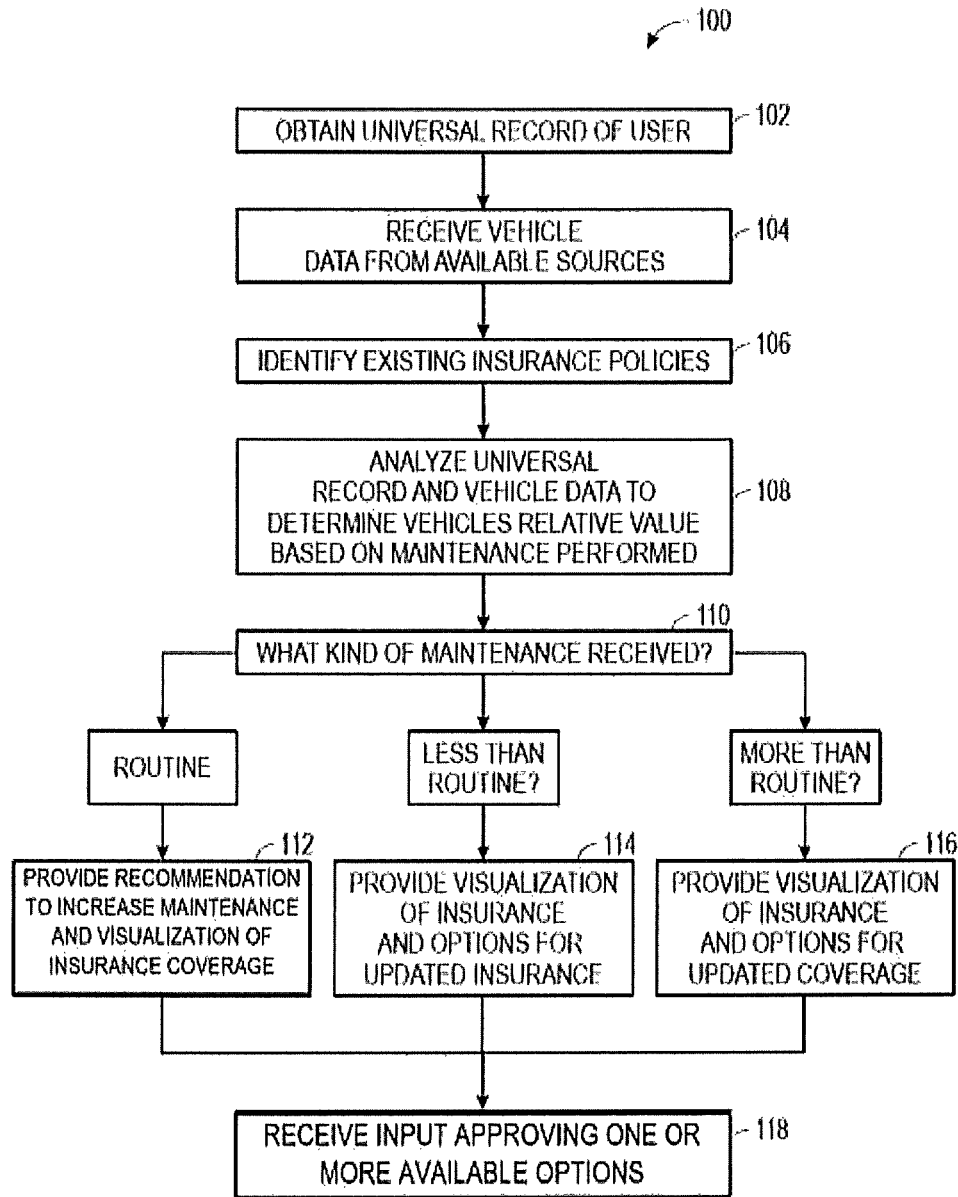 100
OBTAIN UNIVERSAL RECORD OF USER
102
RECEIVE VEHICLE
DATA FROM AVAILABLE SOURCES
104
IDENTIFY EXISTING INSURANCE POLICIES
106
ANALYZE UNIVERSAL
RECORD AND VEHICLE DATA TO
DETERMINE VEHICLES RELATIVE VALUE
BASED ON MAINTENANCE PERFORMED
108
110
WHAT KIND OF MAINTENANCE RECEIVED?
ROUTINE
LESS THAN
ROUTINE?
MORE THAN
ROUTINE?
112
PROVIDE RECOMMENDATION
TO INCREASE MAINTENANCE
AND VISUALIZATION OF
INSURANCE COVERAGE
114
PROVIDE VISUALIZATION
OF INSURANCE
AND OPTIONS FOR
UPDATED INSURANCE
116
PROVIDE VISUALIZATION
OF INSURANCE
AND OPTIONS FOR
UPDATED COVERAGE
RECEIVE INPUT APPROVING ONE OR
MORE AVAILABLE OPTIONS
118